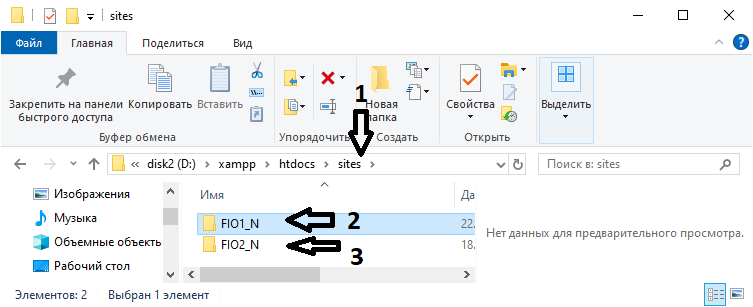 sites
Файл Главная Поделиться Вид
Закрепить на панели быстрого доступа
Копировать
Вставить
Новая папка
Свойства
Выделить
Буфер обмена Упорядочить Создать Открыть
1
« disk2 (D:) > xampp > htdocs > sites >
Поиск в: sites
Изображения
Музыка
Объемные объекты
Рабочий стол
Имя
Да
FIO1_N 22.
2
FIO2_N 18.
3
Нет данных для предварительного просмотра.
Элементов: 2 Выбран 1 элемент